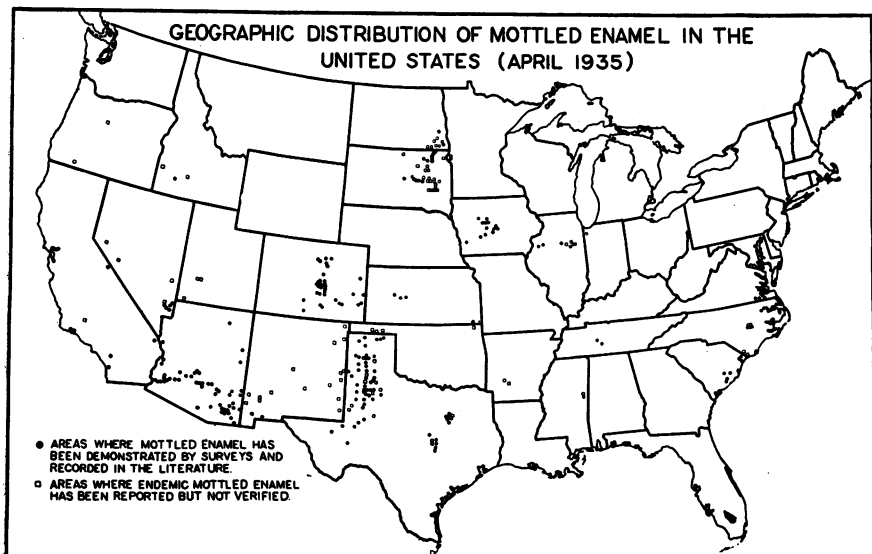 GEOGRAPHIC DISTRIBUTION OF MOTTLED ENAMEL IN THE
UNITED STATES (APRIL 1935)
AREAS WHERE MOTTLED ENAMEL HAS
BEEN DEMONSTRATED BY SURVEYS AND
RECORDED IN THE LITERATURE.
AREAS WHERE ENDEMIC MOTTLED ENAMEL
HAS BEEN REPORTED BUT NOT VERIFIED.